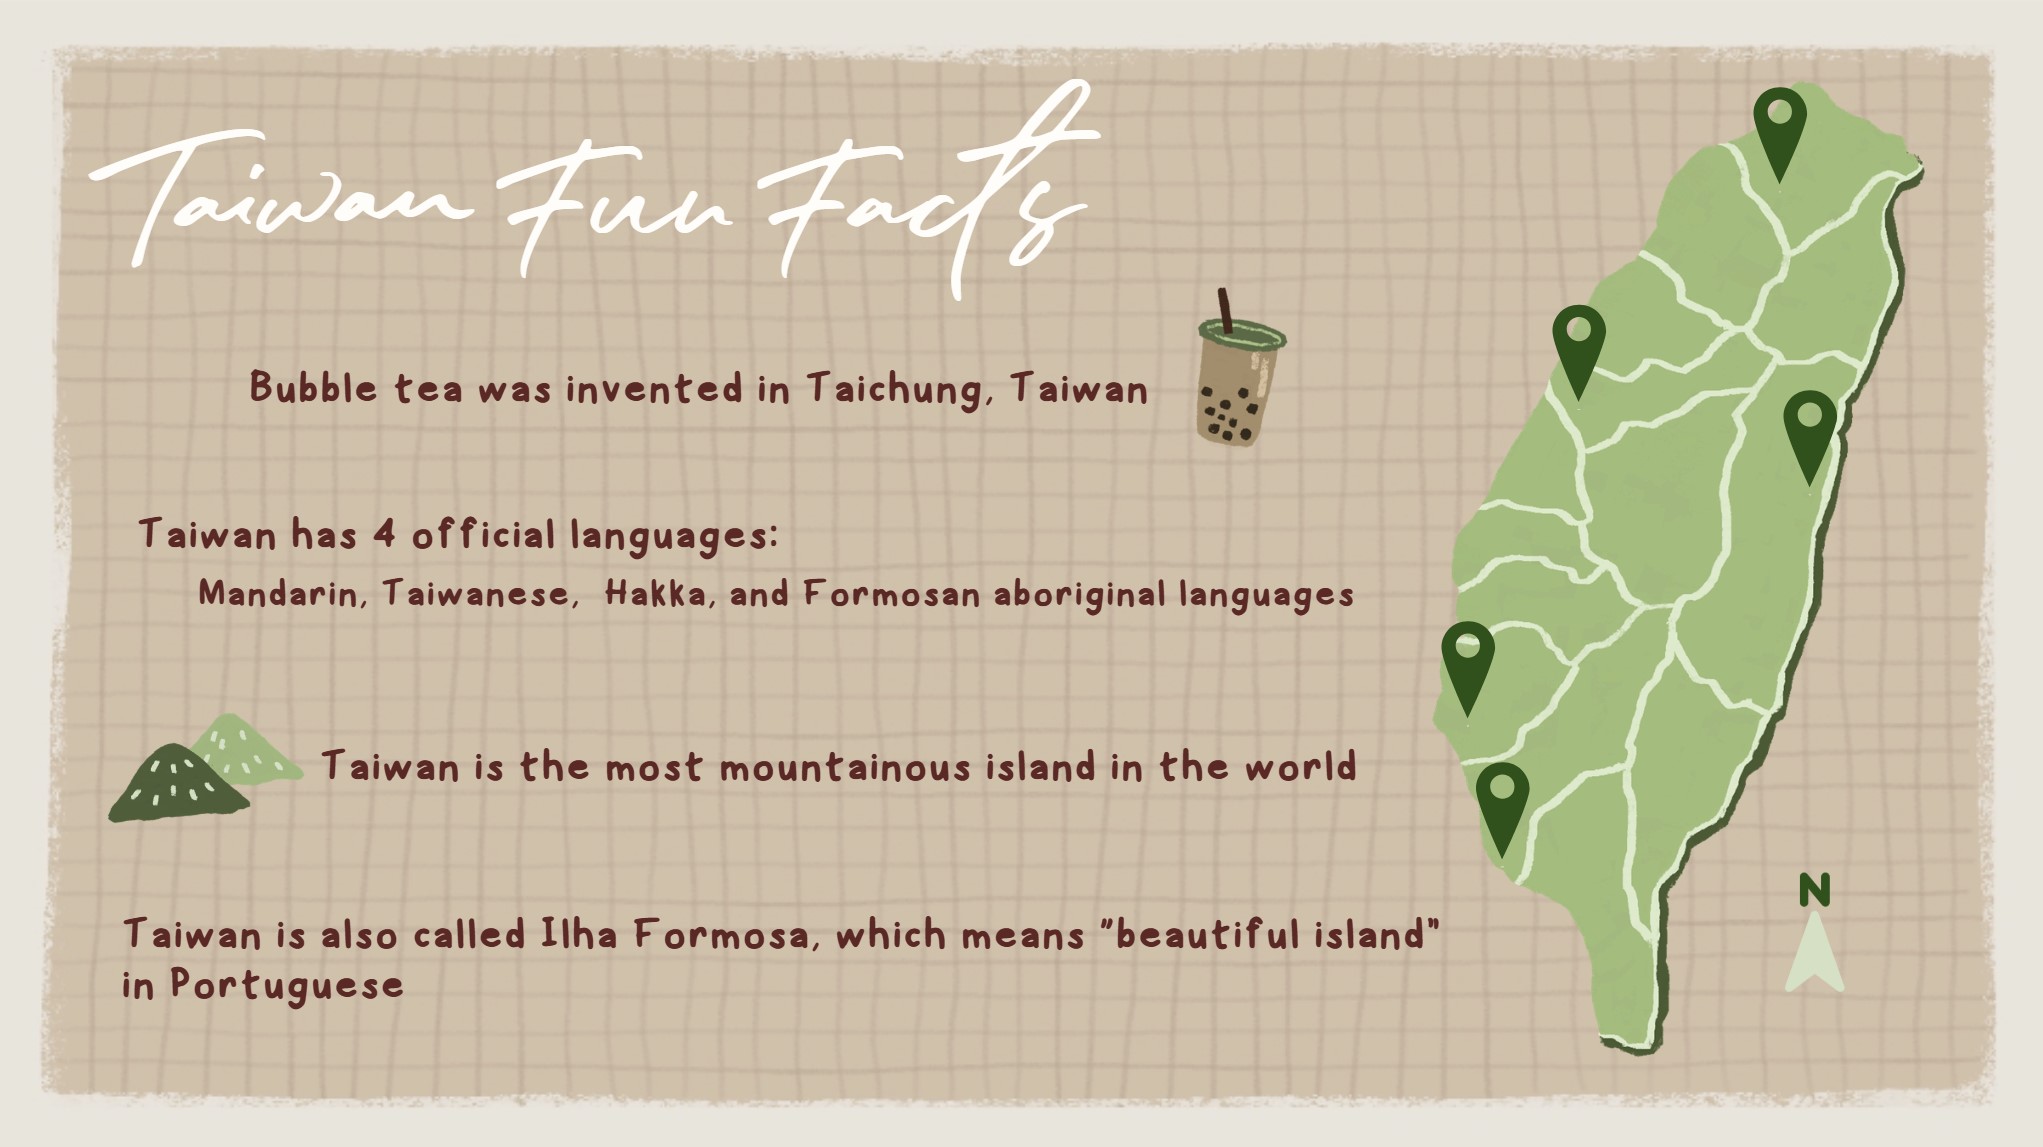 Taiwan Fun Facts
Bubble tea was invented in Taichung, Taiwan
Taiwan has 4 official languages:
Mandarin, Taiwanese, Hakka, and Formosan aboriginal languages
Taiwan is the most mountainous island in the world
Taiwan is also called Ilha Formosa, which means "beautiful island"
in Portuguese
N